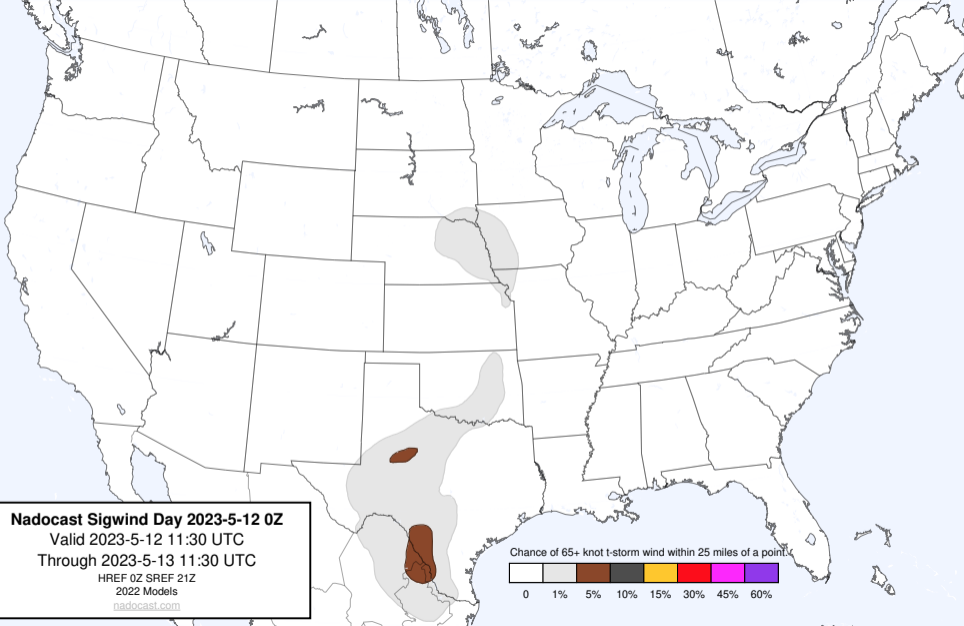 Nadocast Sigwind Day 2023-5-12 0Z
Valid 2023-5-12 11:30 UTC
Through 2023-5-13 11:30 UTC
HREF 0Z SREF 21Z
2022 Models
nadocast.com
Chance of 65+ knot t-storm wind within 25 miles of a point.
0 1% 5% 10% 15% 30% 45% 60%